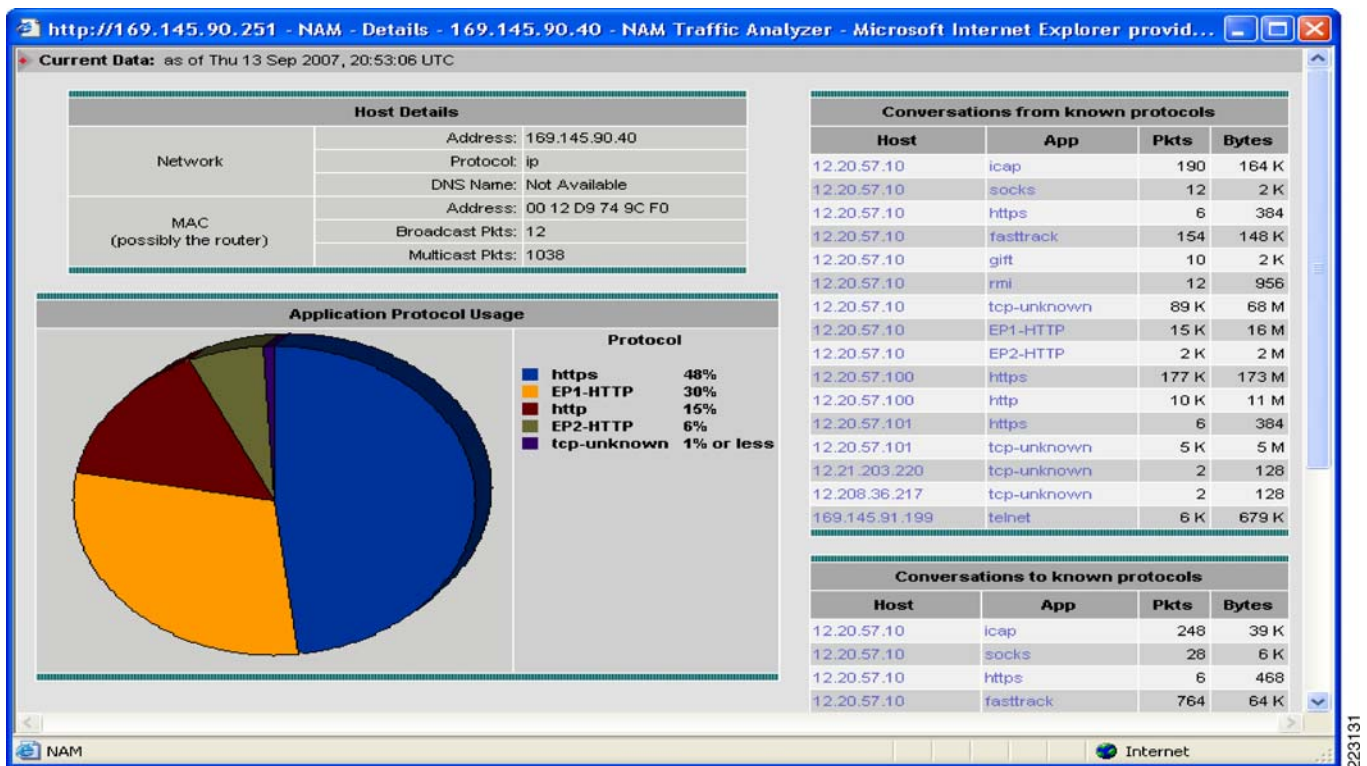 http://169.145.90.251 - NAM - Details - 169.145.90.40 - NAM Traffic Analyzer - Microsoft Internet Explorer provid...
Current Data: as of Thu 13 Sep 2007, 20:53:06 UTC
Host Details
Network
Address: 169.145.90.40
Protocol: ip
DNS Name: Not Available
MAC
(possibly the router)
Address: 00 12 D9 74 9C F0
Broadcast Pkts: 12
Multicast Pkts: 1038
Application Protocol Usage
Protocol
https 48%
EP1-HTTP 30%
http 15%
EP2-HTTP 6%
tcp-unknown 1% or less
Conversations from known protocols
Host App Pkts Bytes
12.20.57.10 icap 190 164 K
12.20.57.10 socks 12 2 K
12.20.57.10 https 6 384
12.20.57.10 fasttrack 154 148 K
12.20.57.10 gift 10 2 K
12.20.57.10 rmi 12 956
12.20.57.10 tcp-unknown 89 K 68 M
12.20.57.10 EP1-HTTP 15 K 16 M
12.20.57.10 EP2-HTTP 2 K 2 M
12.20.57.100 https 177 K 173 M
12.20.57.100 http 10 K 11 M
12.20.57.101 https 6 384
12.20.57.101 tcp-unknown 5 K 5 M
12.21.203.220 tcp-unknown 2 128
12.208.36.217 tcp-unknown 2 128
169.145.91.199 telnet 6 K 679 K
Conversations to known protocols
Host App Pkts Bytes
12.20.57.10 icap 248 39 K
12.20.57.10 socks 28 6 K
12.20.57.10 https 6 468
12.20.57.10 fasttrack 764 64 K
NAM
Internet
223131